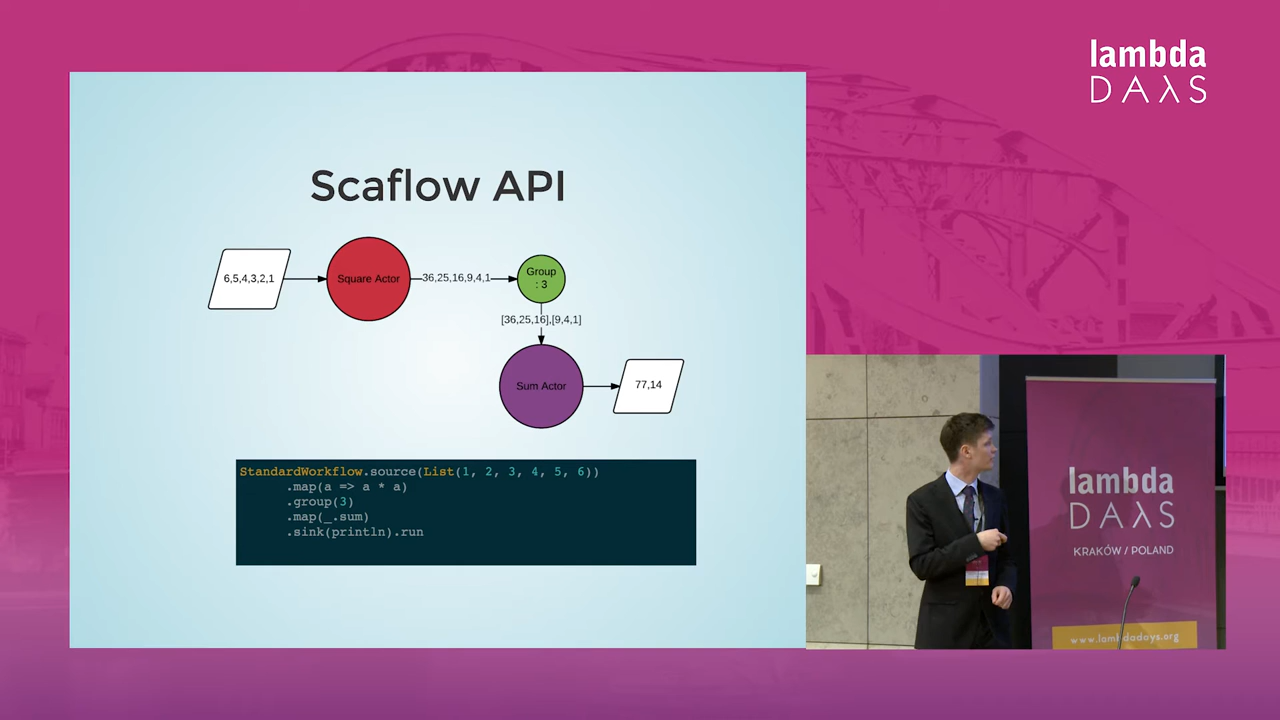 lambda
DAλS
Scaflow API
6,5,4,3,2,1
Square Actor
36,25,16,9,4,1
Group
: 3
[36,25,16],[9,4,1]
Sum Actor
77,14
StandardWorkflow.source(List(1, 2, 3, 4, 5, 6))
.map(a => a * a)
.group(3)
.map(_.sum)
.sink(println).run
lambda
DAλS
KRAKÓW / POLAND
www.lambdadays.org